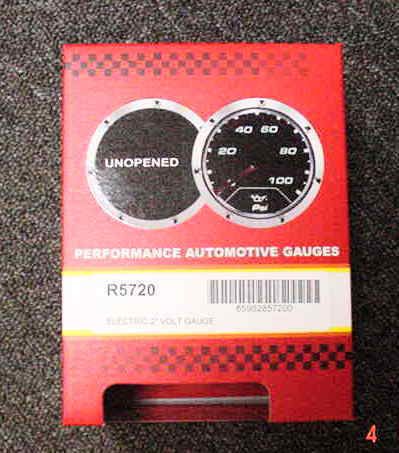 UNOPENED
40 60
20 80
100
Psi
PERFORMANCE AUTOMOTIVE GAUGES
R5720
65982857200
ELECTRIC 2" VOLT GAUGE
4